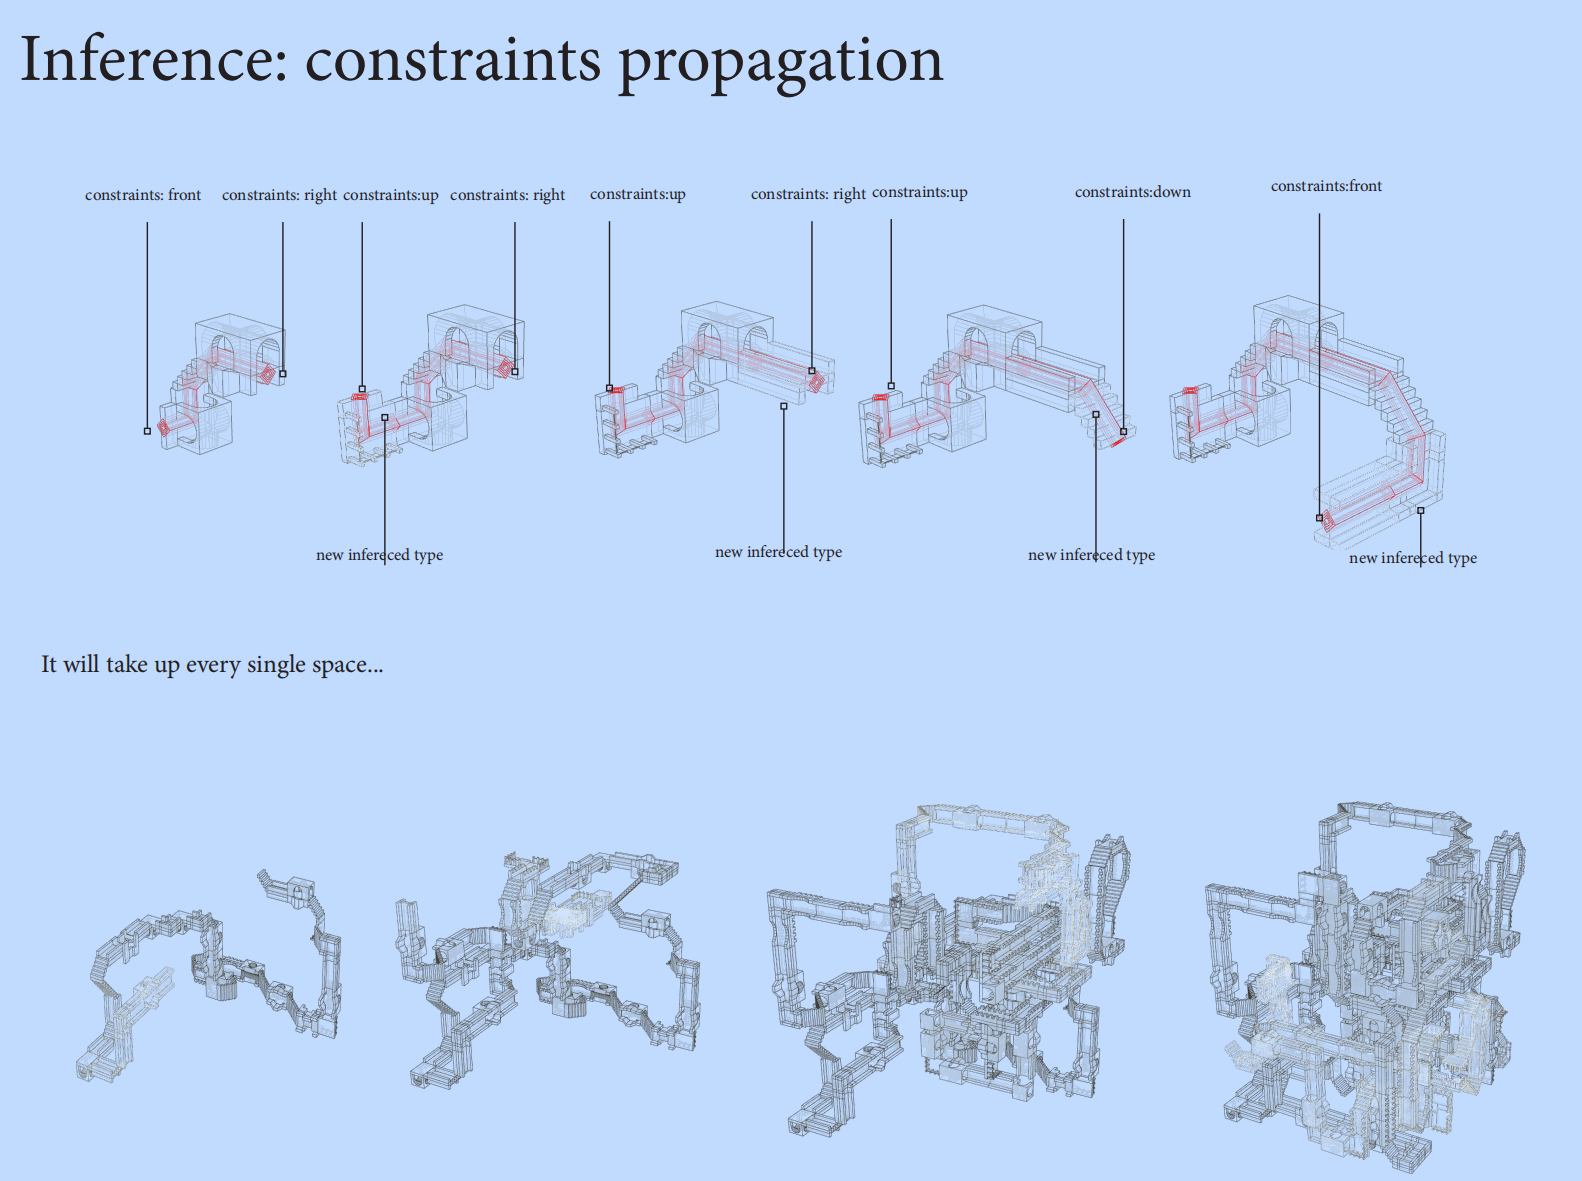 Inference: constraints propagation
constraints: front
constraints: right
constraints:up
constraints: right
constraints:up
constraints: right
constraints:up
constraints:down
constraints:front
new infereced type
new infereced type
new infereced type
new infereced type
It will take up every single space...